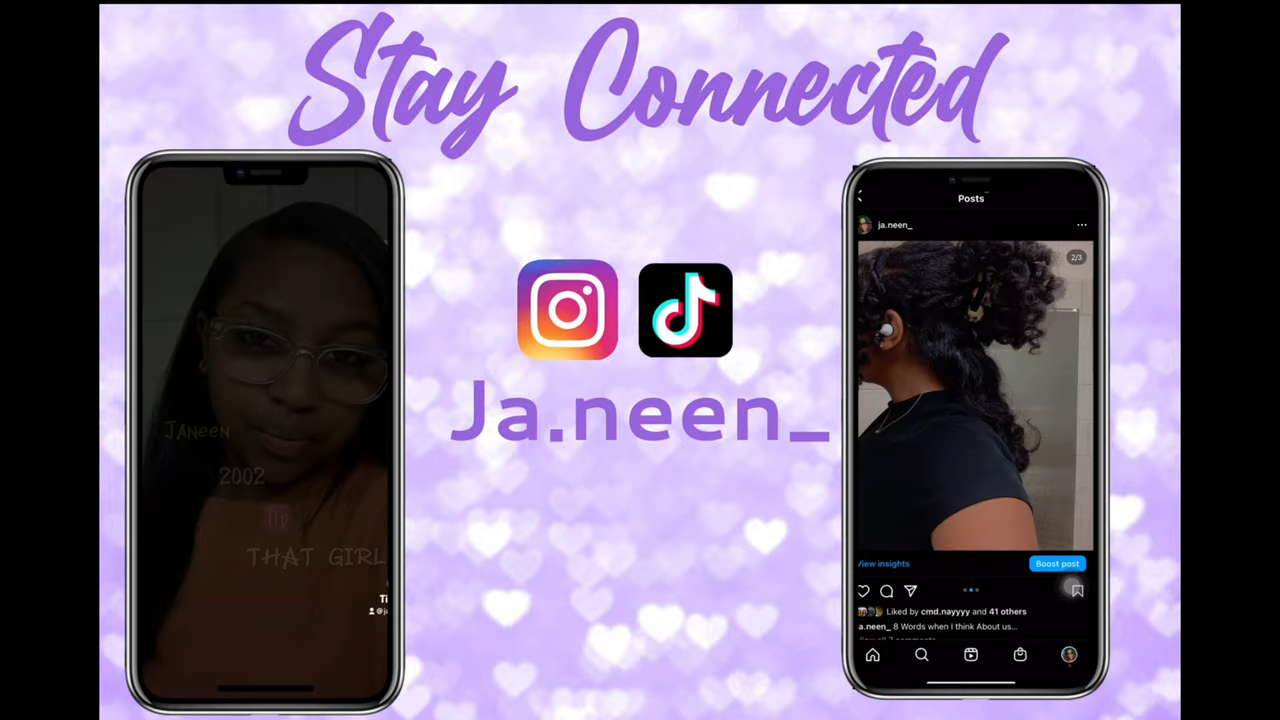 Stay Connected
Ja.neen_
JANeeN
2002
THAT GIRL
Posts
ja.neen_
2/3
View insights
Boost post
Liked by cmd.nayyyy and 41 others
a.neen_ 8 Words when I think About us...